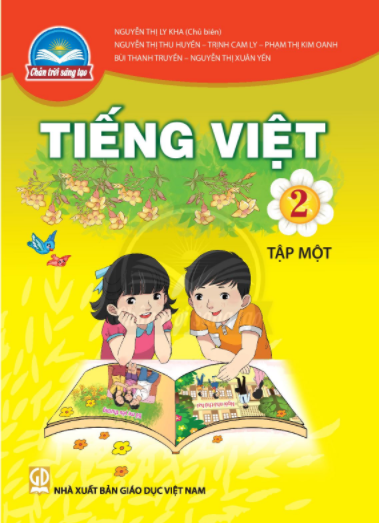 NGUYỄN THỊ LY KHA (Chủ biên)
NGUYỄN THỊ THU HUYỀN – TRỊNH CAM LY – PHẠM THỊ KIM OANH
BÙI THANH TRUYỀN – NGUYỄN THỊ XUÂN YẾN
Chân trời sáng tạo
TIẾNG VIỆT
2
TẬP MỘT
GD
NHÀ XUẤT BẢN GIÁO DỤC VIỆT NAM